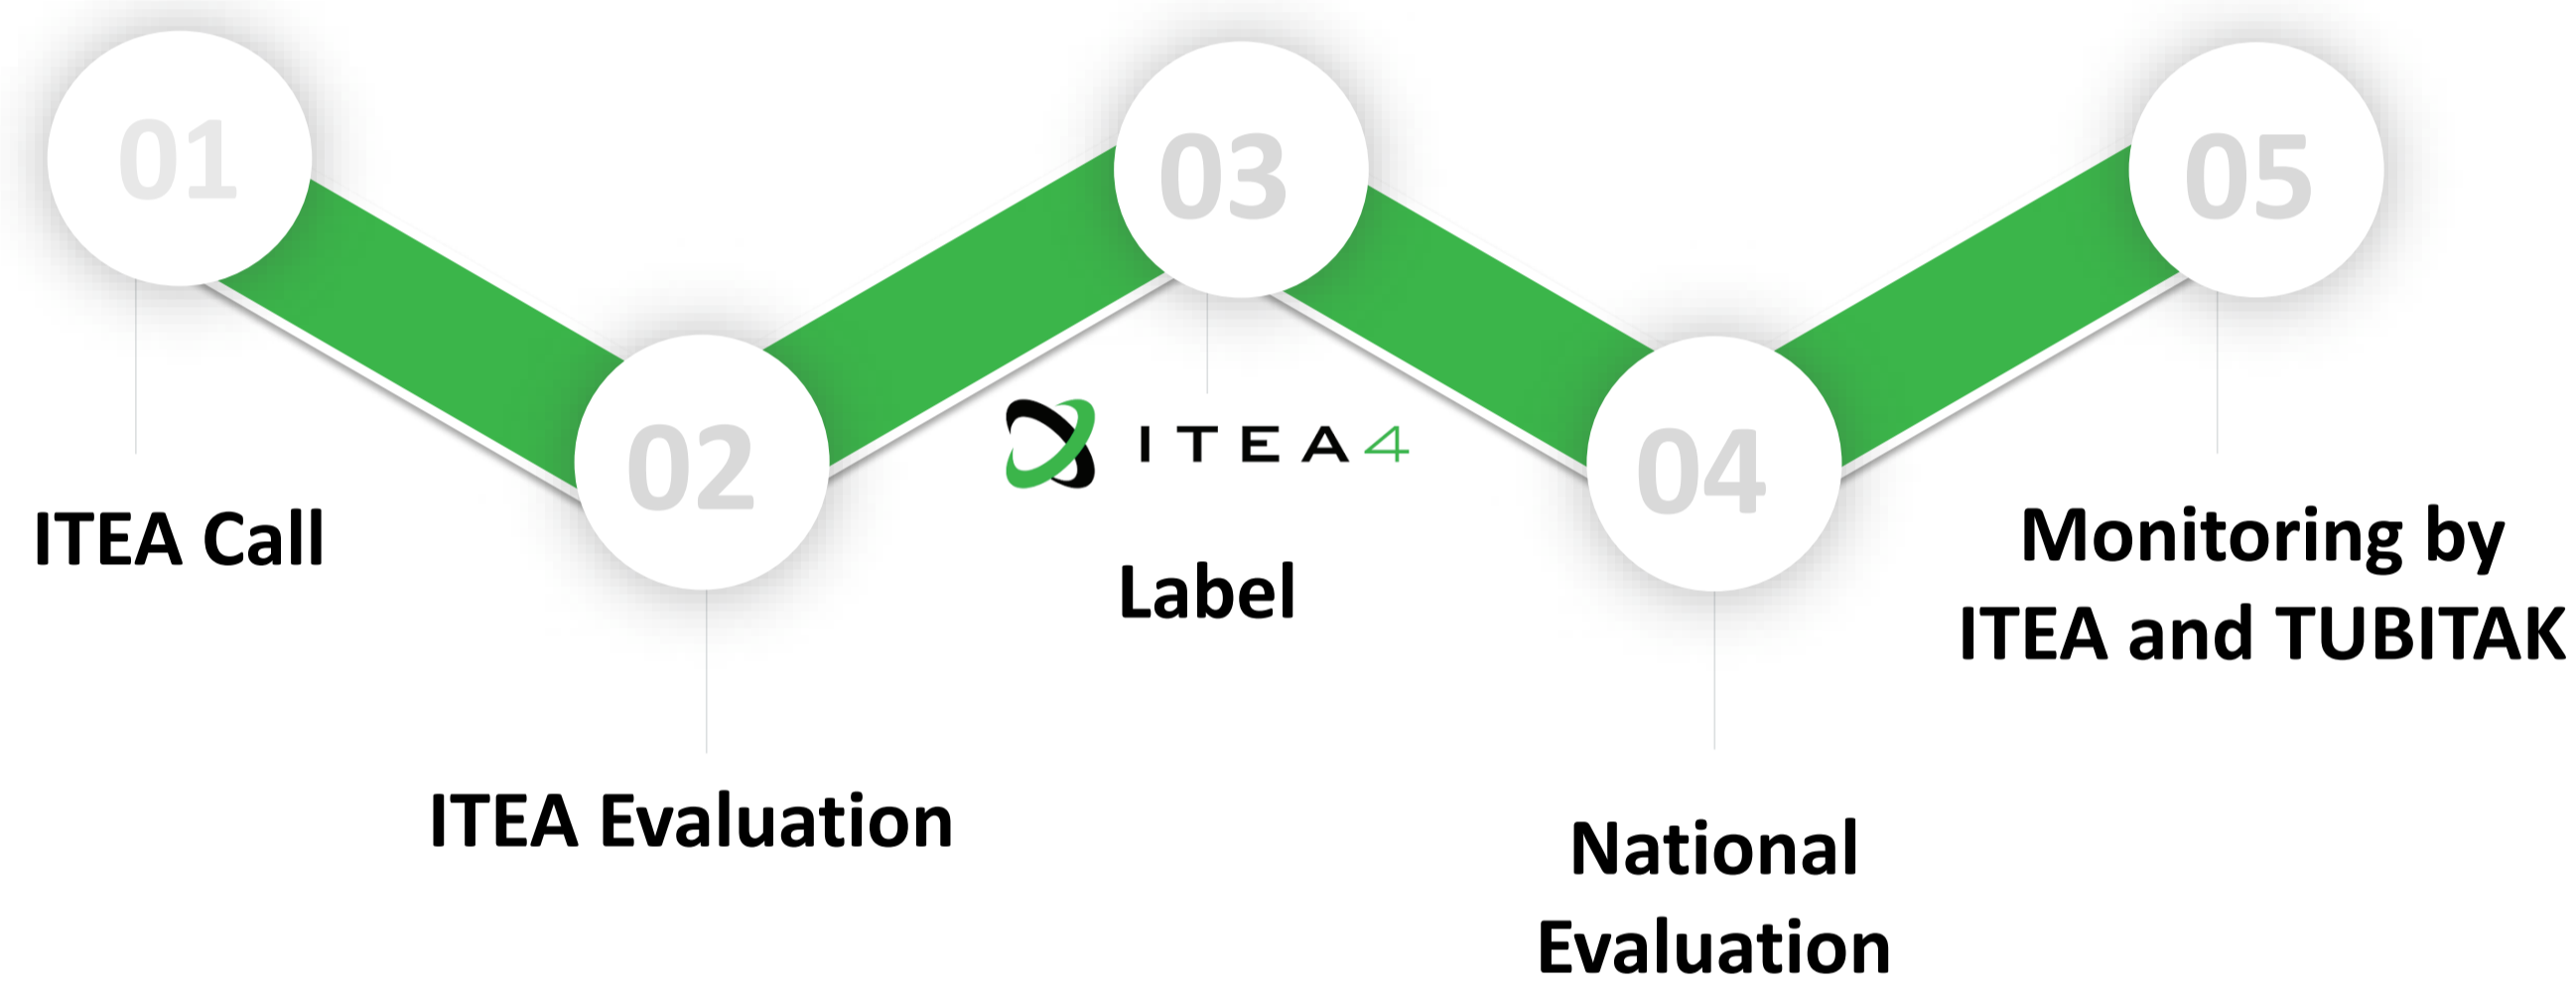 01
ITEA Call
02
ITEA Evaluation
03
ITEA4
Label
04
National
Evaluation
05
Monitoring by
ITEA and TUBITAK